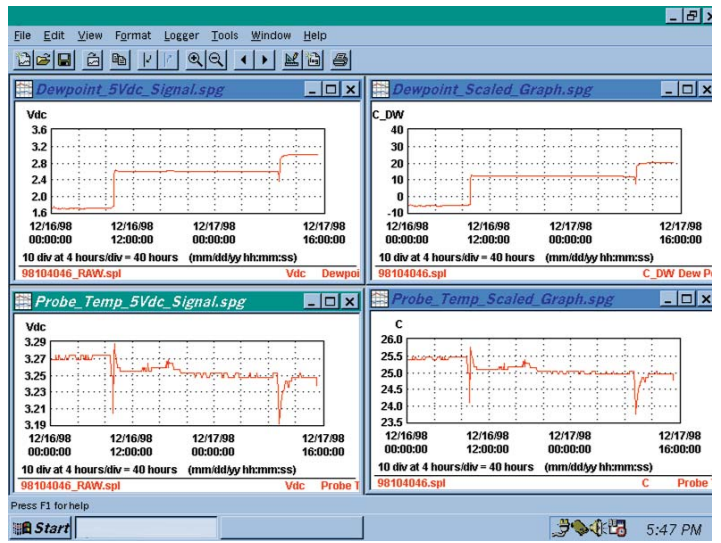 File Edit View Format Logger Tools Window Help
Dewpoint_5Vdc_Signal.spg
Vdc
3.6
3.2
2.8
2.4
2.0
1.6
12/16/98 12/16/98 12/17/98 12/17/98
00:00:00 12:00:00 00:00:00 16:00:00
10 div at 4 hours/div = 40 hours (mm/dd/yy hh:mm:ss)
98104046_RAW.spl Vdc Dewpoi
Dewpoint_Scaled_Graph.spg
C_DW
40
30
20
10
0
-10
12/16/98 12/16/98 12/17/98 12/17/98
00:00:00 12:00:00 00:00:00 16:00:00
10 div at 4 hours/div = 40 hours (mm/dd/yy hh:mm:ss)
98104046.spl C_DW Dew P
Probe_Temp_5Vdc_Signal.spg
Vdc
3.29
3.27
3.25
3.23
3.21
3.19
12/16/98 12/16/98 12/17/98 12/17/98
00:00:00 12:00:00 00:00:00 16:00:00
10 div at 4 hours/div = 40 hours (mm/dd/yy hh:mm:ss)
98104046_RAW.spl Vdc Probe T
Probe_Temp_Scaled_Graph.spg
C
26.0
25.5
25.0
24.5
24.0
23.5
12/16/98 12/16/98 12/17/98 12/17/98
00:00:00 12:00:00 00:00:00 16:00:00
10 div at 4 hours/div = 40 hours (mm/dd/yy hh:mm:ss)
98104046.spl C Probe
Press F1 for help
Start 5:47 PM